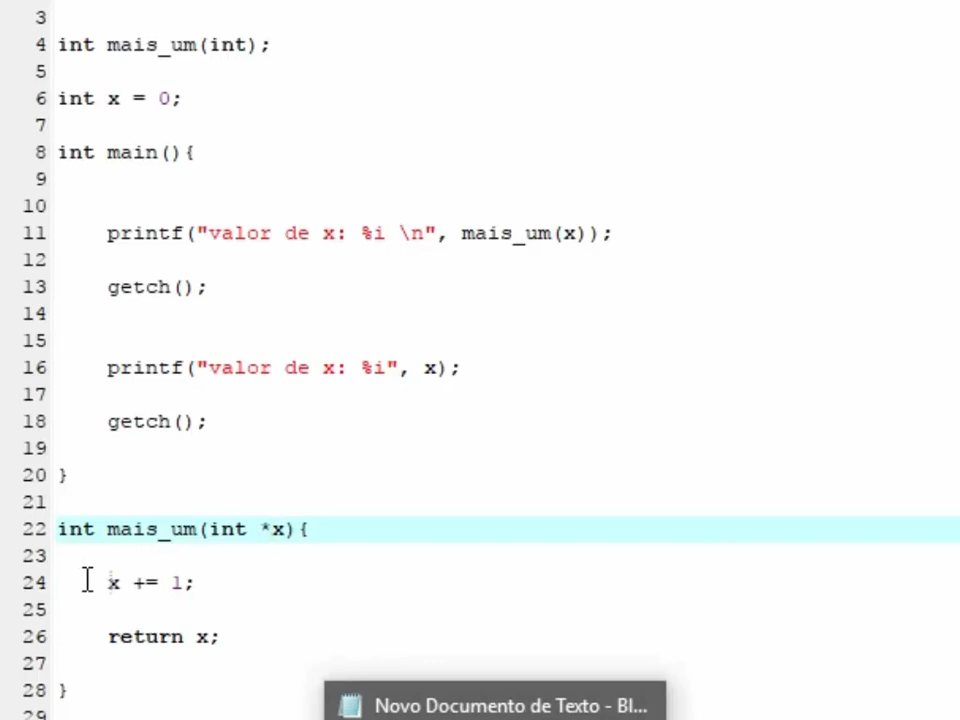 3
4 int mais_um(int);
5
6 int x = 0;
7
8 int main(){
9
10
11 printf("valor de x: %i \n", mais_um(x));
12
13 getch();
14
15
16 printf("valor de x: %i", x);
17
18 getch();
19
20 }
21
22 int mais_um(int *x){
23
24 x += 1;
25
26 return x;
27
28 }
29
Novo Documento de Texto - Bl...